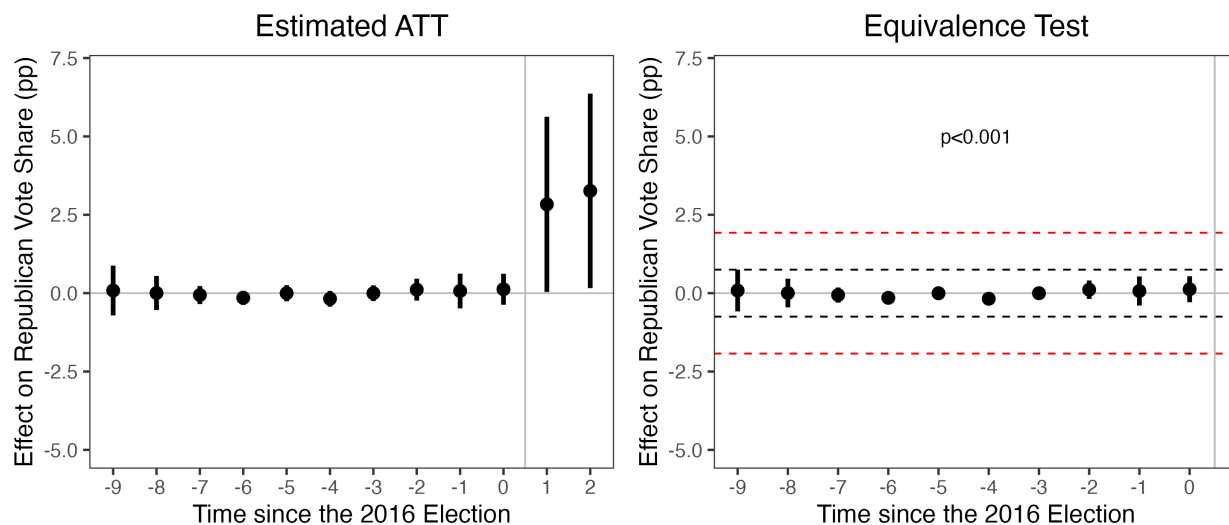 Estimated ATT
Effect on Republican Vote Share (pp)
7.5
5.0
2.5
0.0
-2.5
-5.0
-9 -8 -7 -6 -5 -4 -3 -2 -1 0 1 2
Time since the 2016 Election
Equivalence Test
Effect on Republican Vote Share (pp)
7.5
5.0
2.5
0.0
-2.5
-5.0
p<0.001
-9 -8 -7 -6 -5 -4 -3 -2 -1 0
Time since the 2016 Election